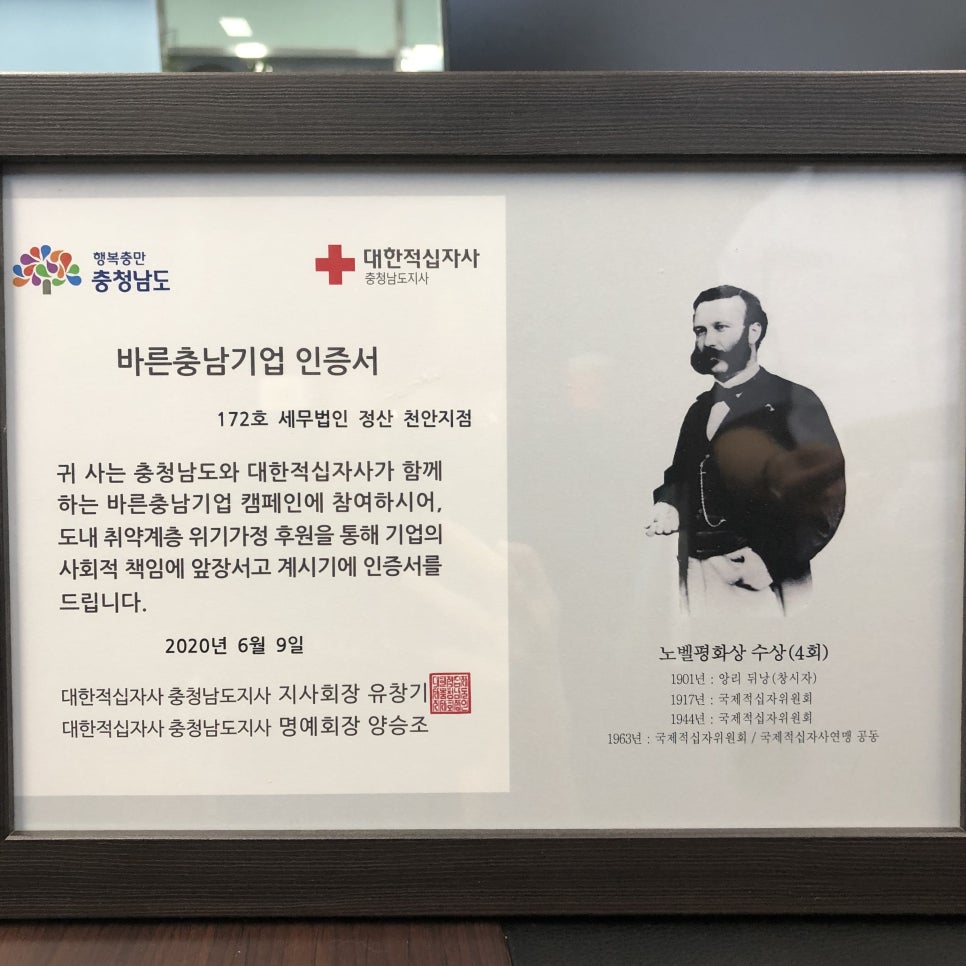 행복충만
충청남도
대한적십자사
충청남도지사
바른충남기업 인증서
172호 세무법인 정산 천안지점
귀 사는 충청남도와 대한적십자사가 함께
하는 바른충남기업 캠페인에 참여하시어,
도내 취약계층 위기가정 후원을 통해 기업의
사회적 책임에 앞장서고 계시기에 인증서를
드립니다.
2020년 6월 9일
대한적십자사 충청남도지사 지사회장 유창기
대한적십자사 충청남도지사 명예회장 양승조
노벨평화상 수상(4회)
1901년 : 앙리 뒤낭(창시자)
1917년 : 국제적십자위원회
1944년 : 국제적십자위원회
1963년 : 국제적십자위원회 / 국제적십자사연맹 공동